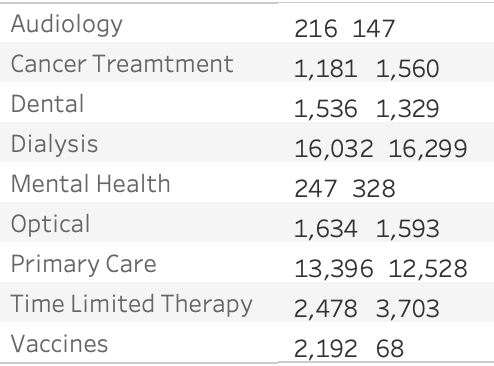 Audiology 216 147
Cancer Treamtment 1,181 1,560
Dental 1,536 1,329
Dialysis 16,032 16,299
Mental Health 247 328
Optical 1,634 1,593
Primary Care 13,396 12,528
Time Limited Therapy 2,478 3,703
Vaccines 2,192 68